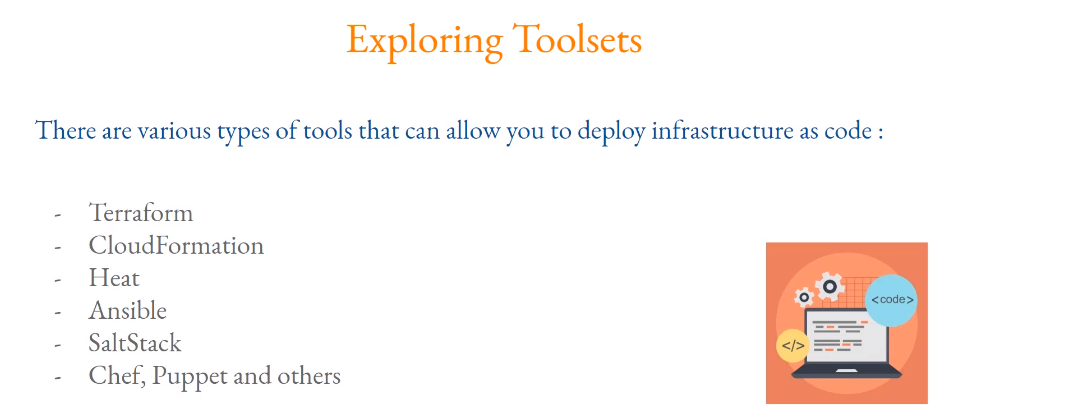 Exploring Toolsets
There are various types of tools that can allow you to deploy infrastructure as code :
- Terraform
- CloudFormation
- Heat
- Ansible
- SaltStack
- Chef, Puppet and others
<code>
</>